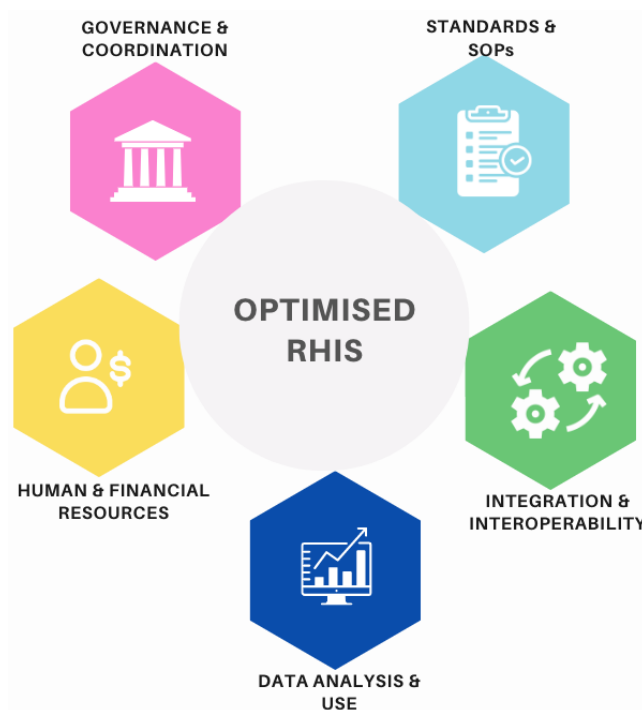 GOVERNANCE &
COORDINATION
STANDARDS &
SOPs
OPTIMISED
RHIS
$
HUMAN & FINANCIAL
RESOURCES
INTEGRATION &
INTEROPERABILITY
DATA ANALYSIS &
USE